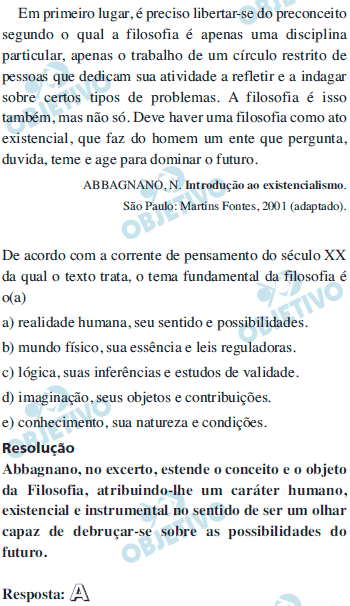 Em primeiro lugar, é preciso libertar-se do preconceito
segundo o qual a filosofia é apenas uma disciplina
particular, apenas o trabalho de um círculo restrito de
pessoas que dedicam sua atividade a refletir e a indagar
sobre certos tipos de problemas. A filosofia é isso
também, mas não só. Deve haver uma filosofia como ato
existencial, que faz do homem um ente que pergunta,
duvida, teme e age para dominar o futuro.
ABBAGNANO, N. Introdução ao existencialismo.
São Paulo: Martins Fontes, 2001 (adaptado).
De acordo com a corrente de pensamento do século XX
da qual o texto trata, o tema fundamental da filosofia é
o(a)
a) realidade humana, seu sentido e possibilidades.
b) mundo físico, sua essência e leis reguladoras.
c) lógica, suas inferências e estudos de validade.
d) imaginação, seus objetos e contribuições.
e) conhecimento, sua natureza e condições.
Resolução
Abbagnano, no excerto, estende o conceito e o objeto
da Filosofia, atribuindo-lhe um caráter humano,
existencial e instrumental no sentido de ser um olhar
capaz de debruçar-se sobre as possibilidades do
futuro.
Resposta: A
OBJETIVO
OBJETIVO
OBJETIVO
OBJETIVO
OBJETIVO
OBJETIVO